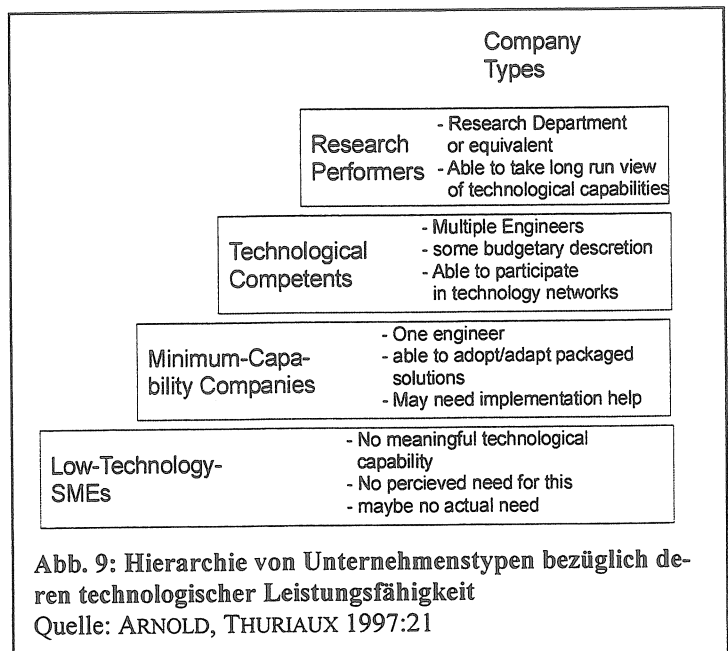 Company
Types
Research
Performers
- Research Department
or equivalent
- Able to take long run view
of technological capabilities
Technological
Competents
- Multiple Engineers
- some budgetary descretion
- Able to participate
in technology networks
Minimum-Capa-
bility Companies
- One engineer
- able to adopt/adapt packaged
solutions
- May need implementation help
Low-Technology-
SMEs
- No meaningful technological
capability
- No percieved need for this
- maybe no actual need
Abb. 9: Hierarchie von Unternehmenstypen bezüglich de-
ren technologischer Leistungsfähigkeit
Quelle: ARNOLD, THURIAUX 1997:21